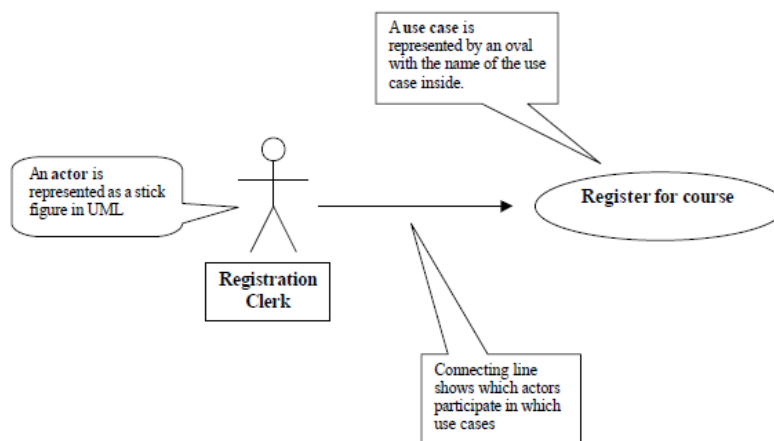 A use case is
represented by an oval
with the name of the use
case inside.
An actor is
represented as a stick
figure in UML
Register for course
Registration
Clerk
Connecting line
shows which actors
participate in which
use cases